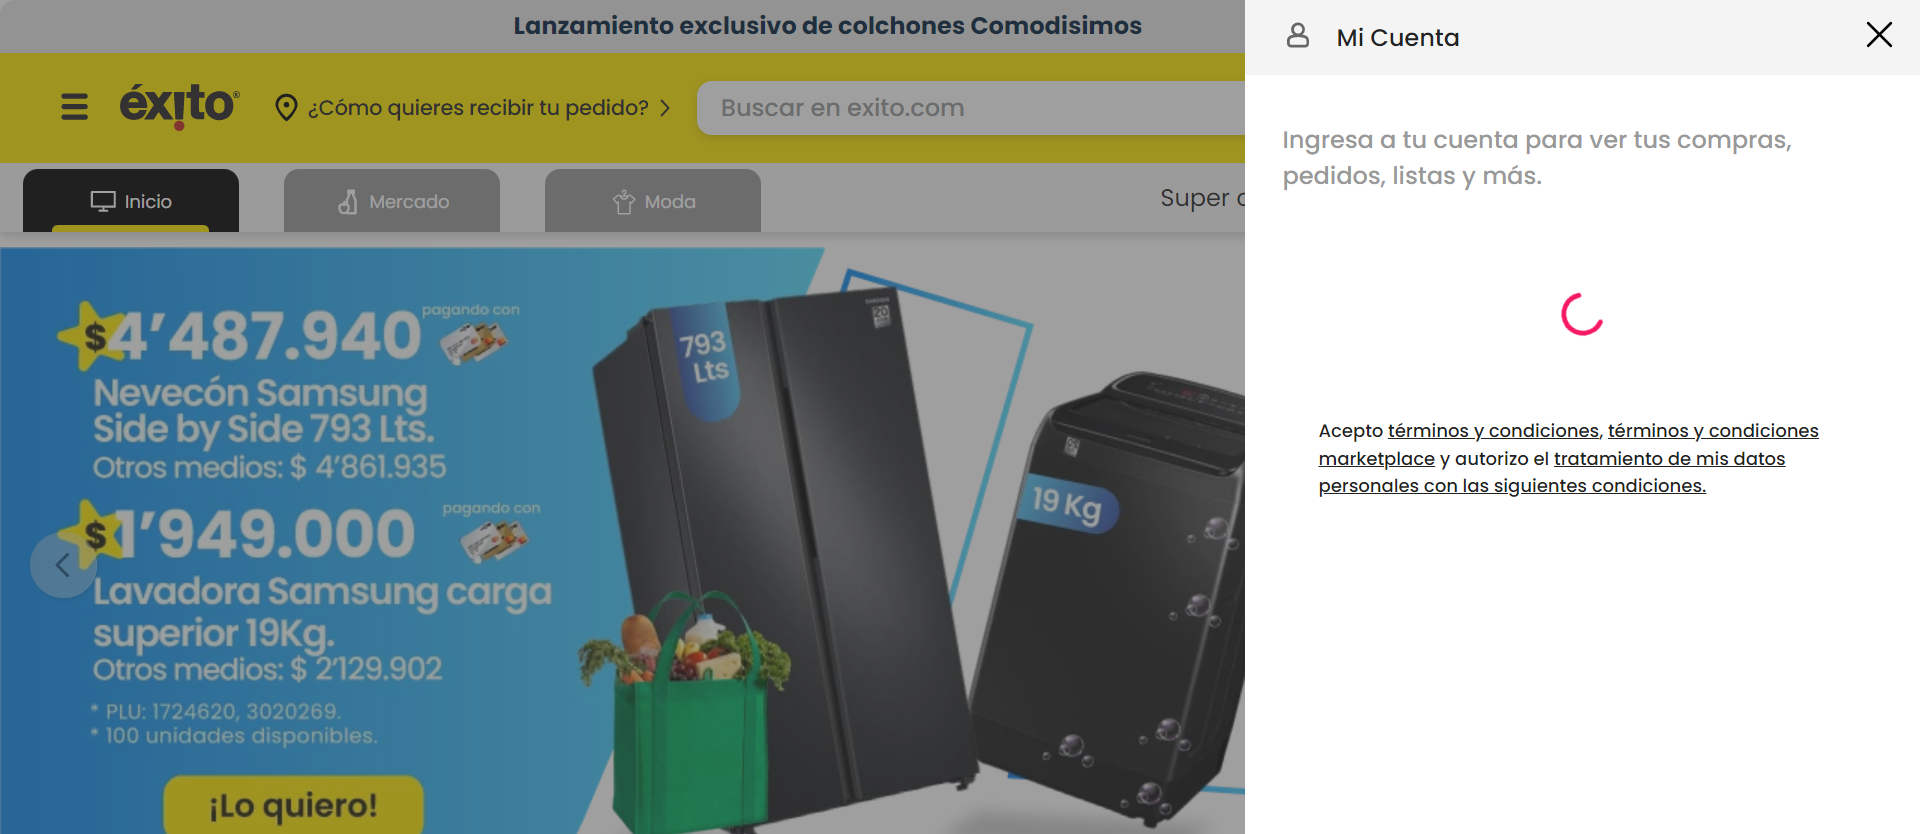 Lanzamiento exclusivo de colchones Comodisimos
éxito®
¿Cómo quieres recibir tu pedido?
Buscar en exito.com
Inicio
Mercado
Moda
Super
$4'487.940
pagando con
Nevecón Samsung
Side by Side 793 Lts.
Otros medios: $ 4'861.935
$1'949.000
pagando con
Lavadora Samsung carga
superior 19Kg.
Otros medios: $ 2'129.902
* PLU: 1724620, 3020269.
* 100 unidades disponibles.
¡Lo quiero!
793
Lts
SAMSUNG
20
19 Kg
Mi Cuenta
Ingresa a tu cuenta para ver tus compras,
pedidos, listas y más.
Acepto términos y condiciones, términos y condiciones
marketplace y autorizo el tratamiento de mis datos
personales con las siguientes condiciones.